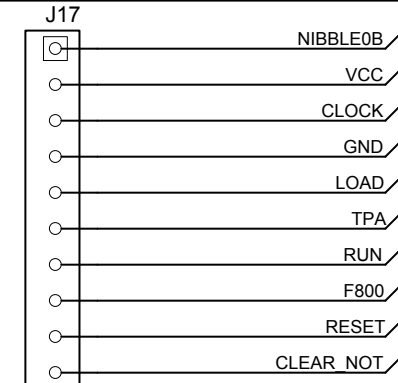 J17
NIBBLE0B
VCC
CLOCK
GND
LOAD
TPA
RUN
F800
RESET
CLEAR_NOT